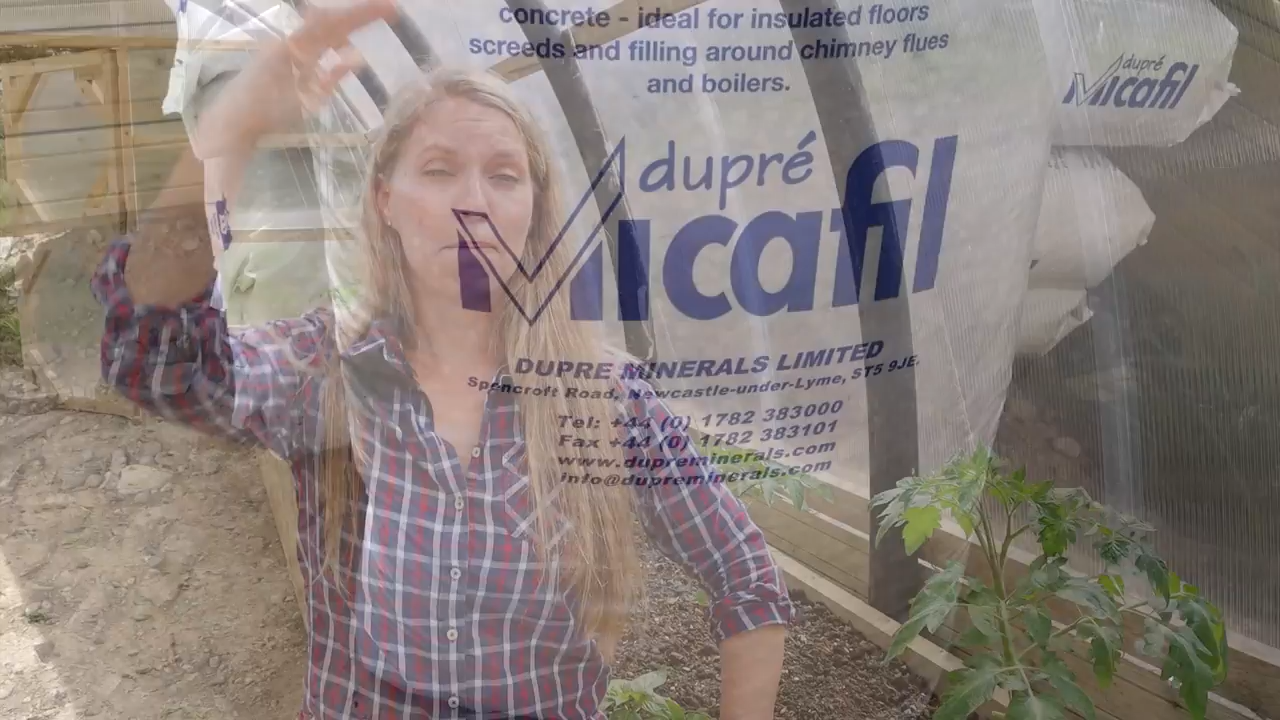 concrete - ideal for insulated floors
screeds and filling around chimney flues
and boilers.
dupré
Micafil
DUPRE MINERALS LIMITED
Spencroft Road, Newcastle-under-Lyme, ST5 9JE,
Tel: +44 (0) 1782 383000
Fax +44 (0) 1782 383101
www.dupreminerals.com
info@dupreminerals.com
dupré
Micafil